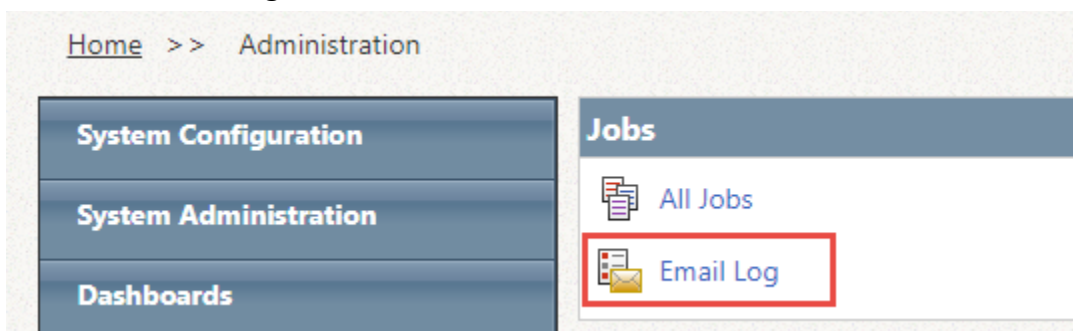 Home >> Administration
System Configuration
System Administration
Dashboards
Jobs
All Jobs
Email Log